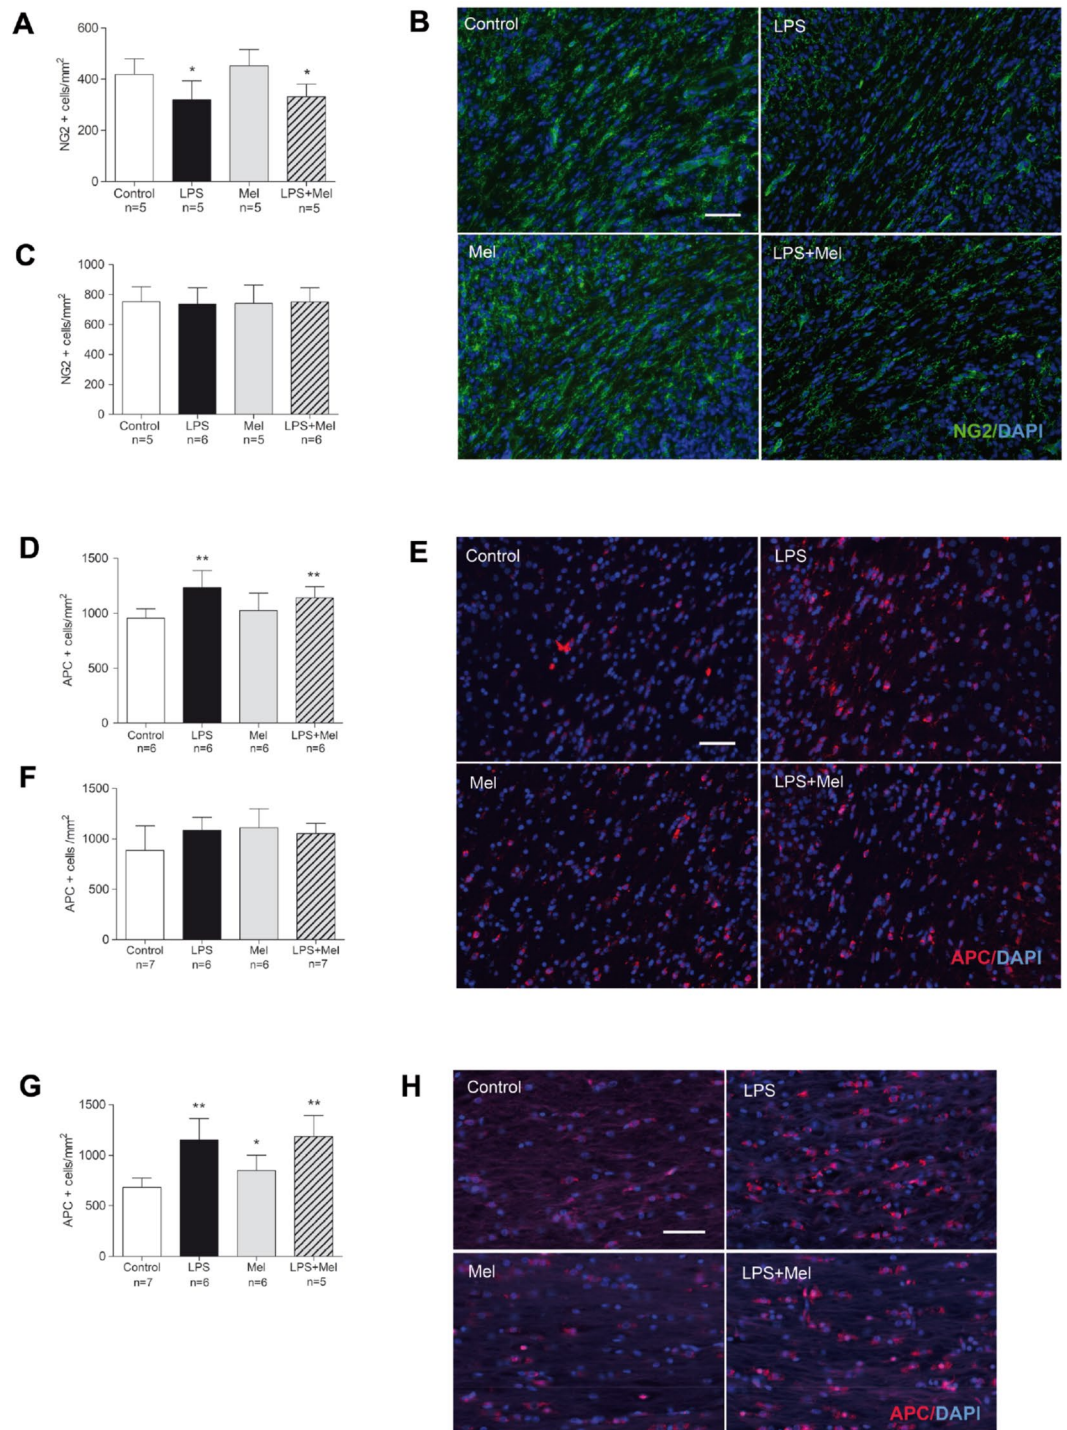 A
NG2 + cells/mm²
600
400
200
0
*
*
Control
LPS
Mel
LPS+Mel
n=5
n=5
n=5
n=5
B
Control
LPS
Mel
LPS+Mel
NG2/DAPI
C
NG2 + cells/mm²
1000
800
600
400
200
0
Control
LPS
Mel
LPS+Mel
n=5
n=6
n=5
n=6
D
APC + cells/mm²
1500
1000
500
0
**
**
Control
LPS
Mel
LPS+Mel
n=6
n=6
n=6
n=6
E
Control
LPS
Mel
LPS+Mel
APC/DAPI
F
APC + cells /mm²
1500
1000
500
0
Control
LPS
Mel
LPS+Mel
n=7
n=6
n=6
n=7
G
APC + cells/mm²
1500
1000
500
0
**
*
**
Control
LPS
Mel
LPS+Mel
n=7
n=6
n=6
n=5
H
Control
LPS
Mel
LPS+Mel
APC/DAPI